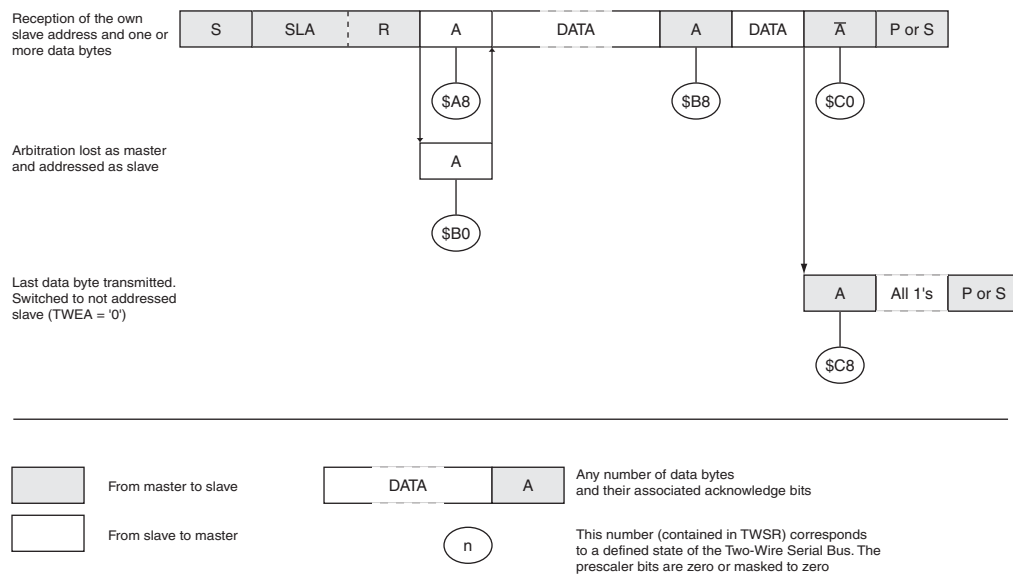 Reception of the own
slave address and one or
more data bytes
S SLA R A DATA A DATA A̅ P or S
$A8 $B8 $C0
Arbitration lost as master
and addressed as slave
A
$B0
Last data byte transmitted.
Switched to not addressed
slave (TWEA = '0')
A All 1's P or S
$C8
From master to slave
DATA A
Any number of data bytes
and their associated acknowledge bits
From slave to master
n
This number (contained in TWSR) corresponds
to a defined state of the Two-Wire Serial Bus. The
prescaler bits are zero or masked to zero